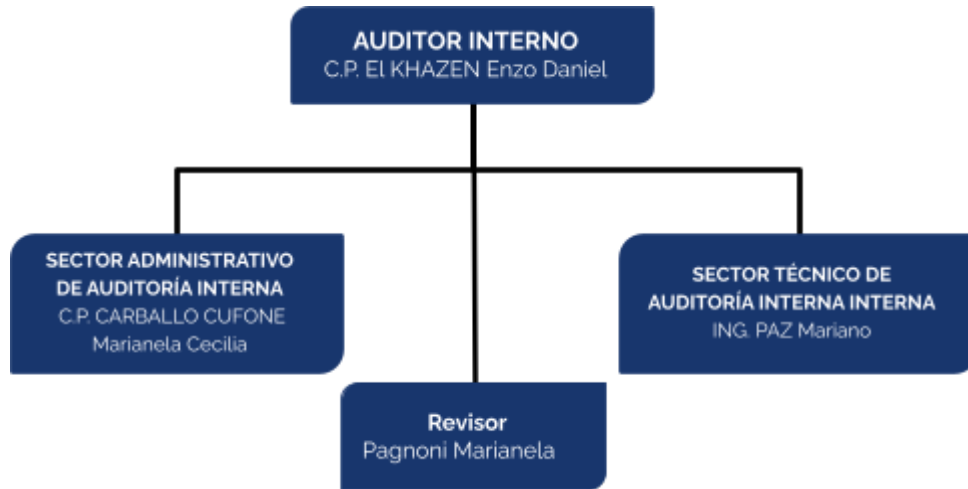 AUDITOR INTERNO
C.P. El KHAZEN Enzo Daniel
SECTOR ADMINISTRATIVO
DE AUDITORÍA INTERNA
C.P. CARBALLO CUFONE
Marianela Cecilia
SECTOR TÉCNICO DE
AUDITORÍA INTERNA INTERNA
ING. PAZ Mariano
Revisor
Pagnoni Marianela